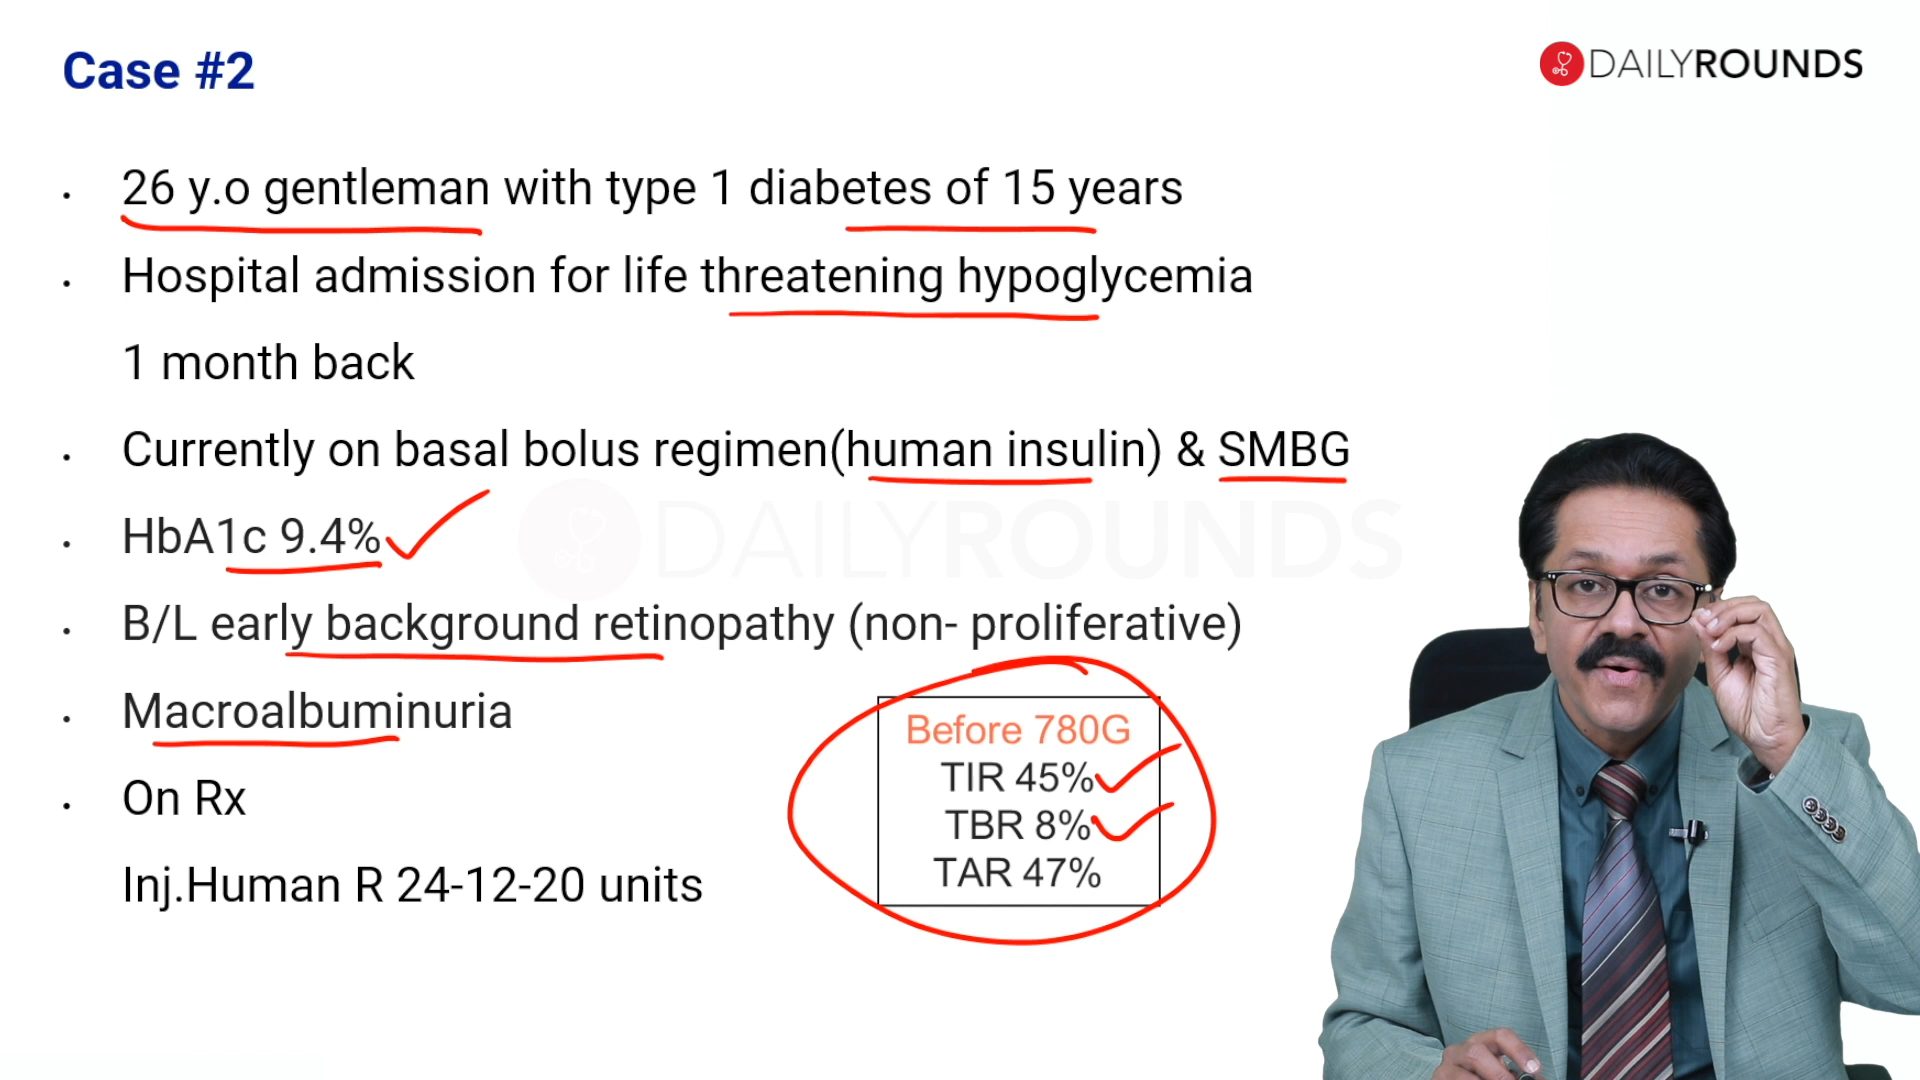 Case #2
DAILYROUNDS
• 26 y.o gentleman with type 1 diabetes of 15 years
• Hospital admission for life threatening hypoglycemia
1 month back
• Currently on basal bolus regimen(human insulin) & SMBG
• HbA1c 9.4%
DAILYROUNDS
• B/L early background retinopathy (non- proliferative)
• Macroalbuminuria
• On Rx
Inj.Human R 24-12-20 units
Before 780G
TIR 45%
TBR 8%
TAR 47%